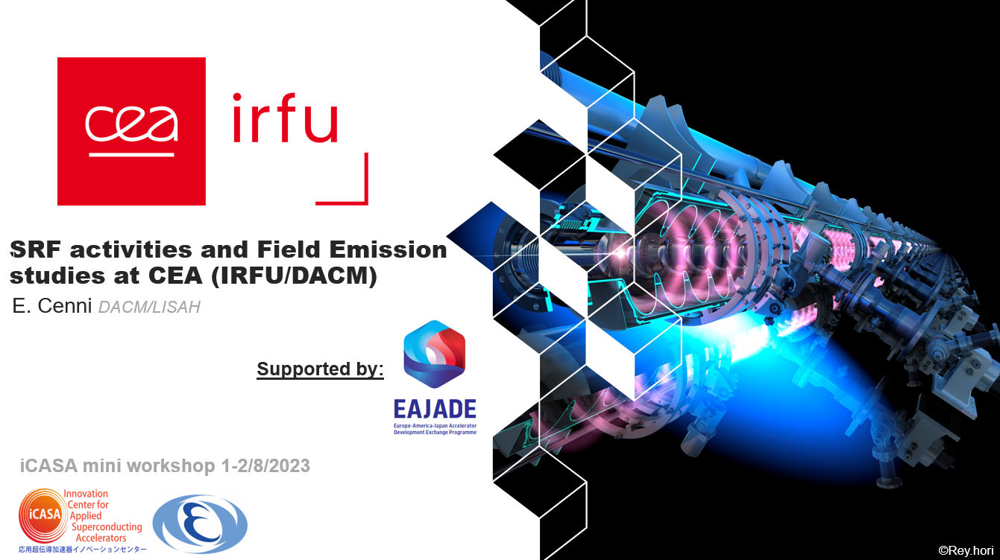 cea
irfu
SRF activities and Field Emission
studies at CEA (IRFU/DACM)
E. Cenni DACM/LISAH
Supported by:
EAJADE
Europe-America-Japan Accelerator
Development Exchange Programme
iCASA mini workshop 1-2/8/2023
iCASA
Innovation
Center for
Applied
Superconducting
Accelerators
応用超伝導加速器イノベーションセンター
©Rey.hori